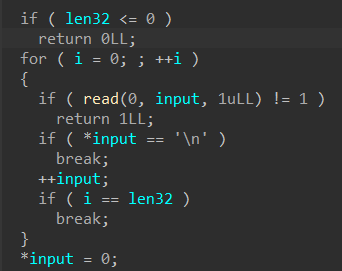 if ( len32 <= 0 )
return 0LL;
for ( i = 0; ; ++i )
{
if ( read(0, input, 1uLL) != 1 )
return 1LL;
if ( *input == '\n' )
break;
++input;
if ( i == len32 )
break;
}
*input = 0;